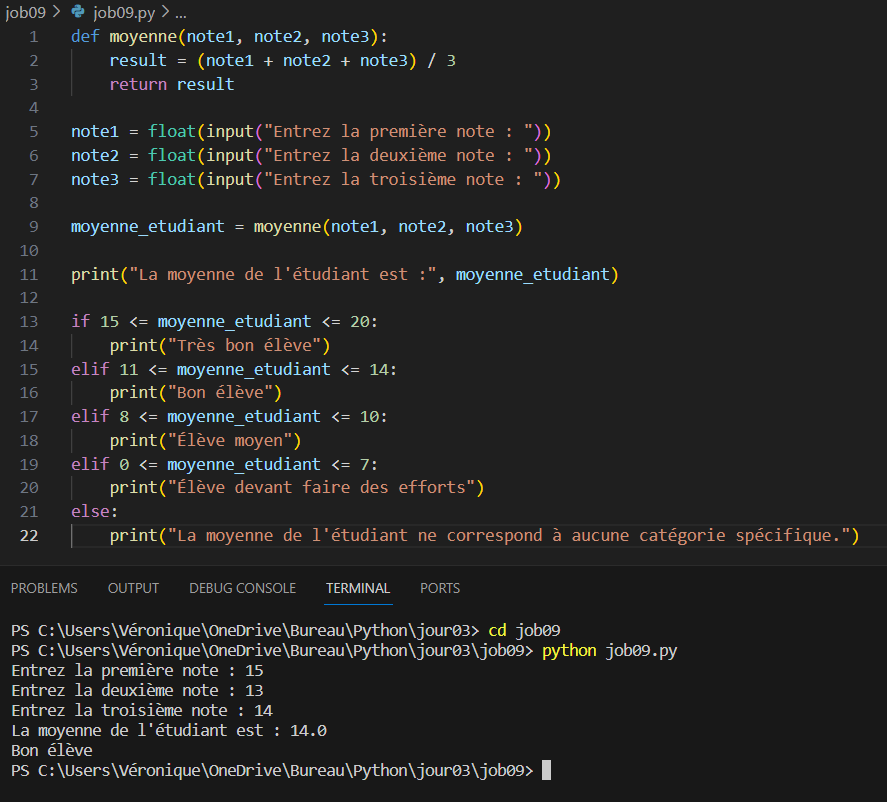 job09 > job09.py > ...
1 def moyenne(note1, note2, note3):
2     result = (note1 + note2 + note3) / 3
3     return result
4
5 note1 = float(input("Entrez la première note : "))
6 note2 = float(input("Entrez la deuxième note : "))
7 note3 = float(input("Entrez la troisième note : "))
8
9 moyenne_etudiant = moyenne(note1, note2, note3)
10
11 print("La moyenne de l'étudiant est :", moyenne_etudiant)
12
13 if 15 <= moyenne_etudiant <= 20:
14     print("Très bon élève")
15 elif 11 <= moyenne_etudiant <= 14:
16     print("Bon élève")
17 elif 8 <= moyenne_etudiant <= 10:
18     print("Élève moyen")
19 elif 0 <= moyenne_etudiant <= 7:
20     print("Élève devant faire des efforts")
21 else:
22     print("La moyenne de l'étudiant ne correspond à aucune catégorie spécifique.")
PROBLEMS OUTPUT DEBUG CONSOLE TERMINAL PORTS
PS C:\Users\Véronique\OneDrive\Bureau\Python\jour03> cd job09
PS C:\Users\Véronique\OneDrive\Bureau\Python\jour03\job09> python job09.py
Entrez la première note : 15
Entrez la deuxième note : 13
Entrez la troisième note : 14
La moyenne de l'étudiant est : 14.0
Bon élève
PS C:\Users\Véronique\OneDrive\Bureau\Python\jour03\job09>